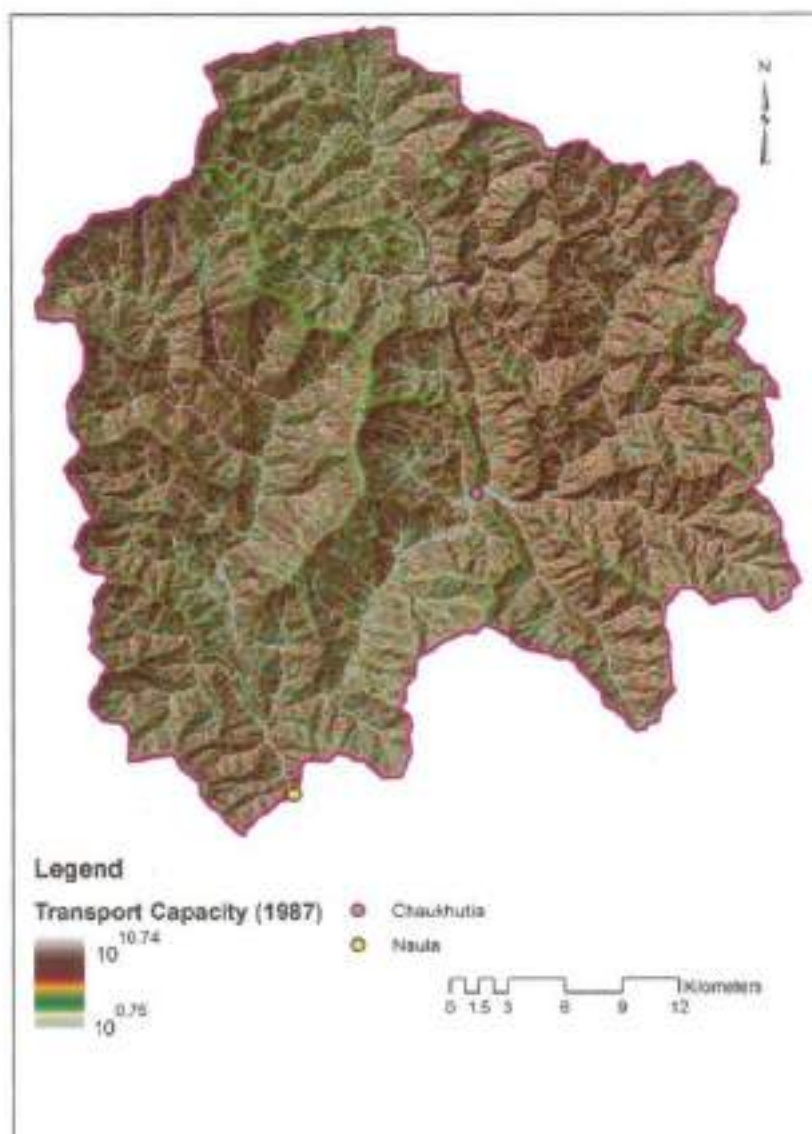 N
Legend
Transport Capacity (1987)
10^16.74
10^0.75
Chaukhutia
Naula
0 1.5 3 6 9 12 Kilometers